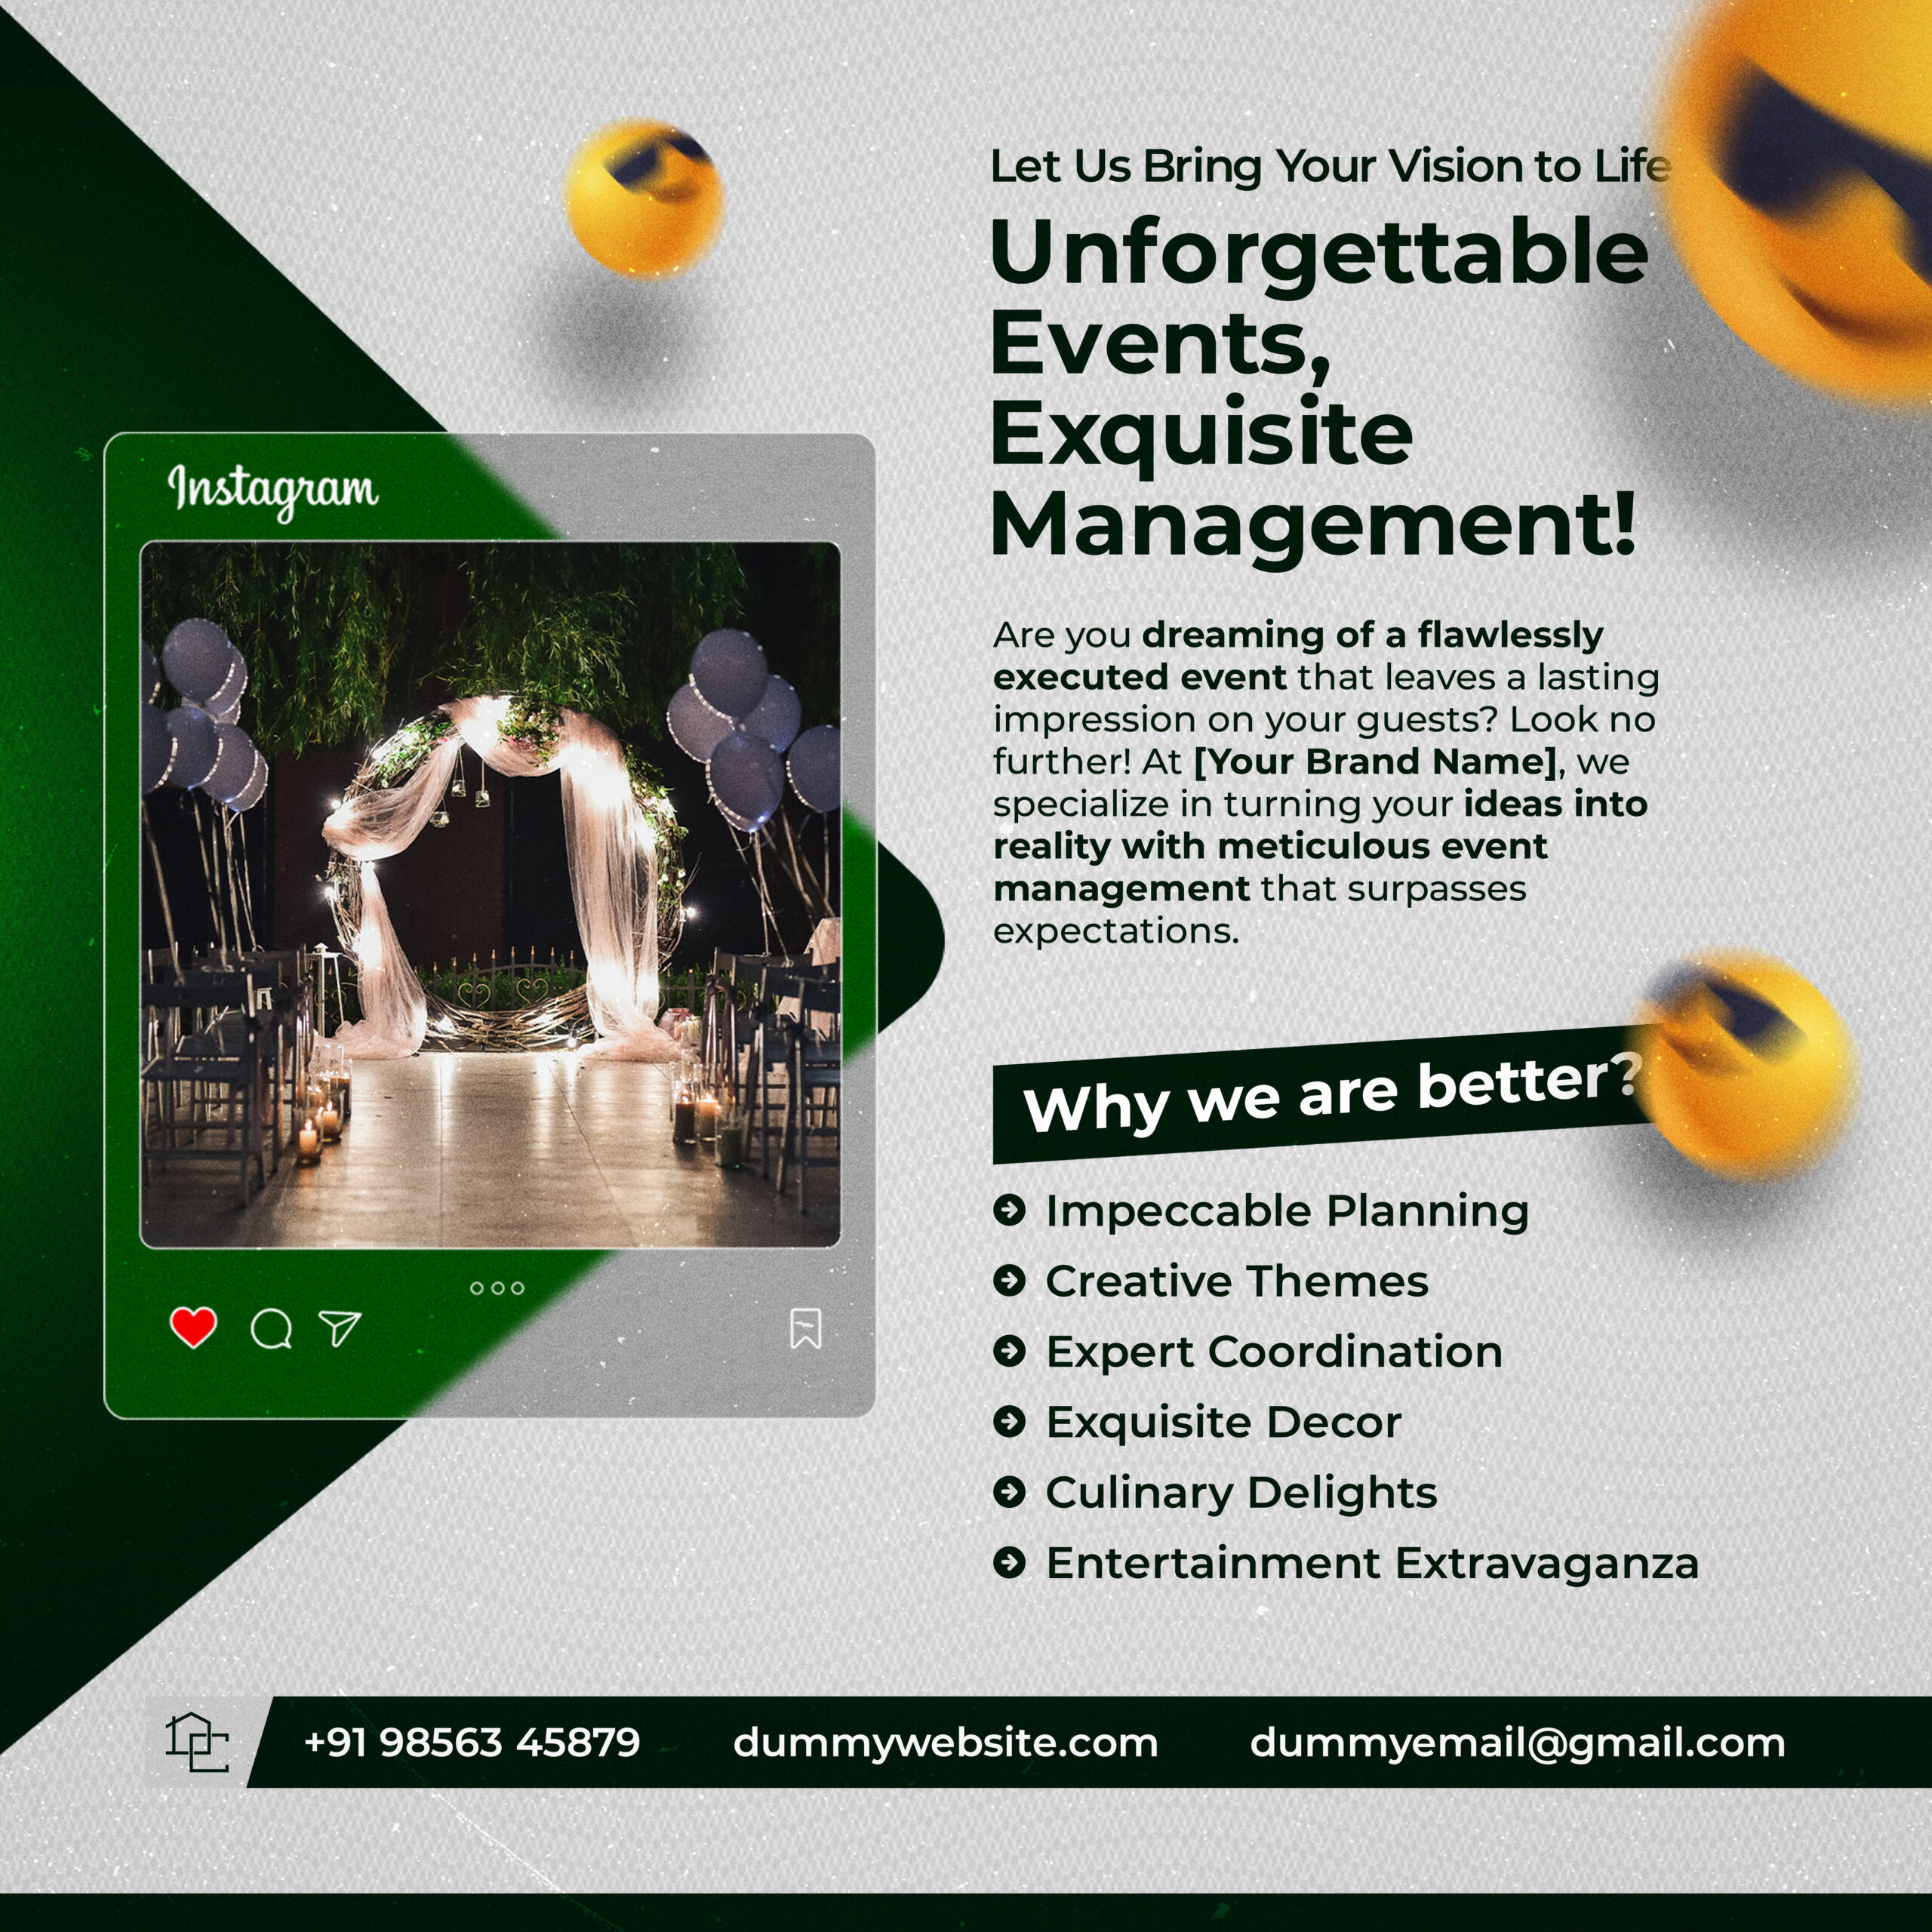 Let Us Bring Your Vision to Life
Unforgettable
Events,
Exquisite
Management!
Are you dreaming of a flawlessly
executed event that leaves a lasting
impression on your guests? Look no
further! At [Your Brand Name], we
specialize in turning your ideas into
reality with meticulous event
management that surpasses
expectations.
Instagram
Why we are better?
Impeccable Planning
Creative Themes
Expert Coordination
Exquisite Decor
Culinary Delights
Entertainment Extravaganza
+91 98563 45879 dummywebsite.com dummyemail@gmail.com